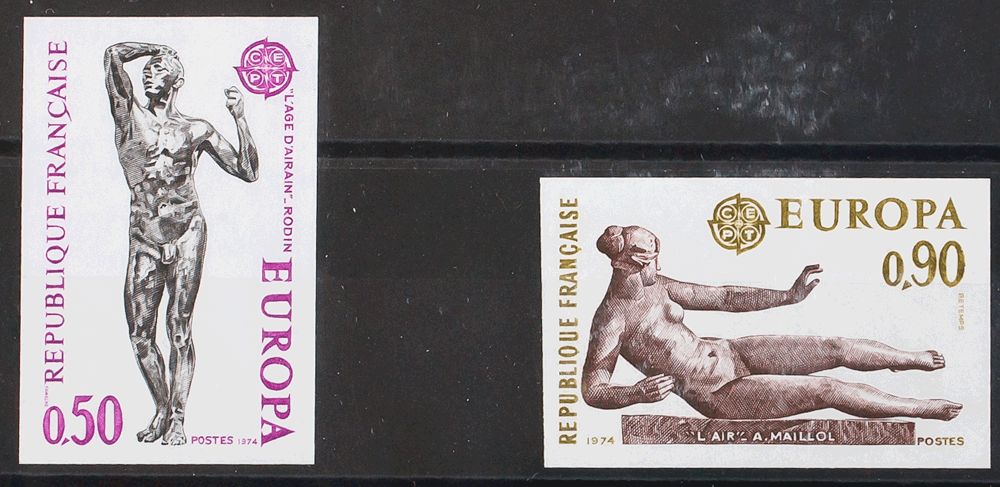 REPUBLIQUE FRANÇAISE
CEPT
"L'AGE D'AIRAIN"_RODIN
EUROPA
0,50
POSTES 1974
REPUBLIQUE FRANÇAISE
CEPT
EUROPA
0,90
BETEMPS
1974
"L'AIR" A. MAILLOL
POSTES